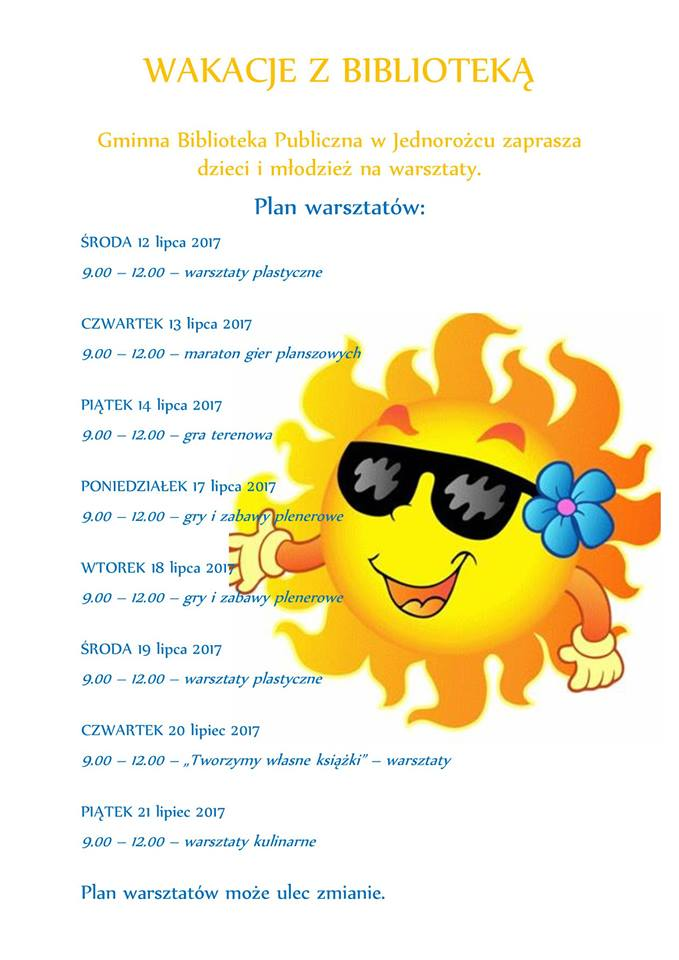 WAKACJE Z BIBLIOTEKĄ
Gminna Biblioteka Publiczna w Jednorożcu zaprasza
dzieci i młodzież na warsztaty.
Plan warsztatów:
ŚRODA 12 lipca 2017
9.00 – 12.00 – warsztaty plastyczne
CZWARTEK 13 lipca 2017
9.00 – 12.00 – maraton gier planszowych
PIĄTEK 14 lipca 2017
9.00 – 12.00 – gra terenowa
PONIEDZIAŁEK 17 lipca 2017
9.00 – 12.00 – gry i zabawy plenerowe
WTOREK 18 lipca 2017
9.00 – 12.00 – gry i zabawy plenerowe
ŚRODA 19 lipca 2017
9.00 – 12.00 – warsztaty plastyczne
CZWARTEK 20 lipiec 2017
9.00 – 12.00 – „Tworzymy własne książki" – warsztaty
PIĄTEK 21 lipiec 2017
9.00 – 12.00 – warsztaty kulinarne
Plan warsztatów może ulec zmianie.